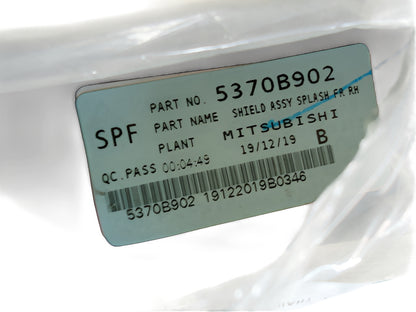 PART NO. 5370B902
SPF PART NAME SHIELD ASSY SPLASH, FR RH
PLANT MITSUBISHI
QC.PASS 00:04:49 19/12/19 B
5370B902 19122019B0346